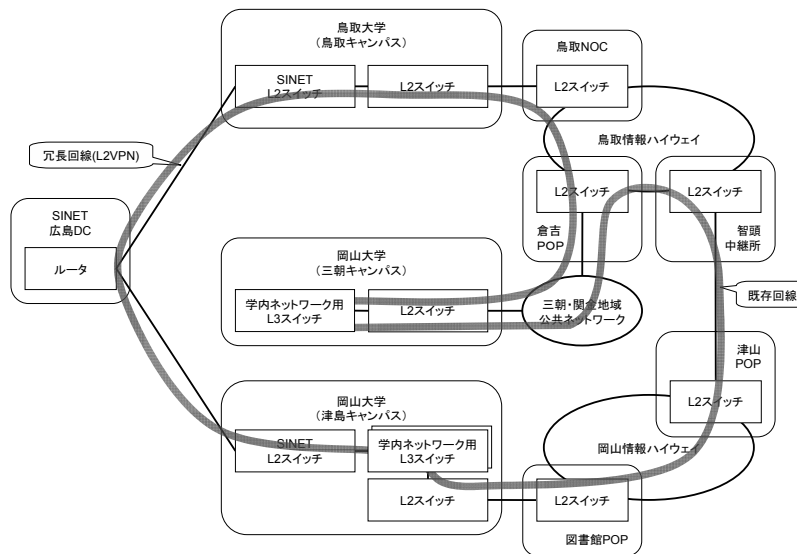 鳥取大学
(鳥取キャンパス)
SINET
L2スイッチ
L2スイッチ
鳥取NOC
L2スイッチ
冗長回線(L2VPN)
鳥取情報ハイウェイ
L2スイッチ
倉吉
POP
L2スイッチ
智頭
中継所
SINET
広島DC
ルータ
岡山大学
(三朝キャンパス)
学内ネットワーク用
L3スイッチ
L2スイッチ
三朝・関金地域
公共ネットワーク
既存回線
津山
POP
L2スイッチ
岡山大学
(津島キャンパス)
SINET
L2スイッチ
学内ネットワーク用
L3スイッチ
L2スイッチ
岡山情報ハイウェイ
L2スイッチ
図書館POP